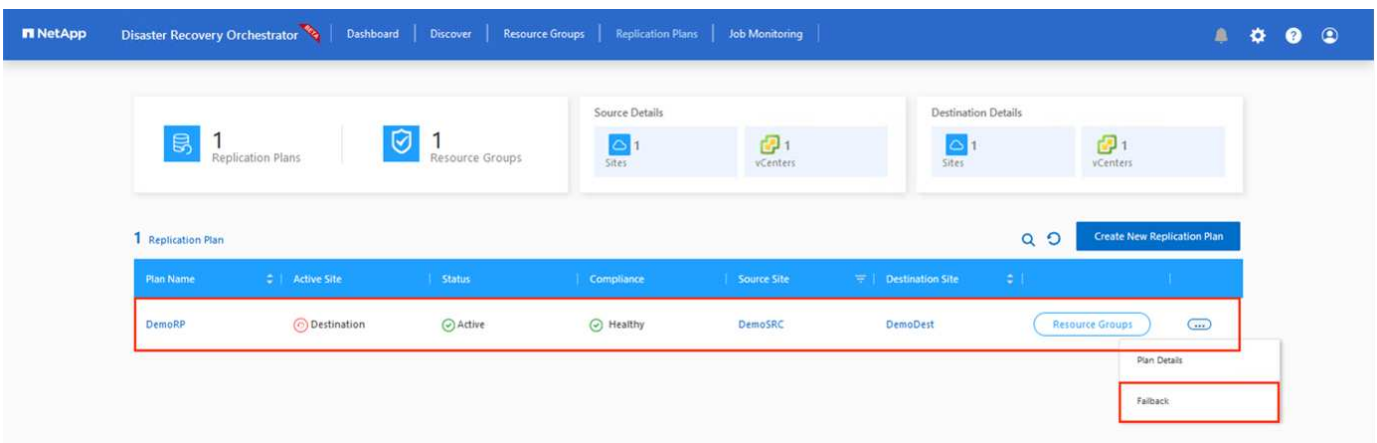 NetApp
Disaster Recovery Orchestrator BETA
Dashboard
Discover
Resource Groups
Replication Plans
Job Monitoring
1
Replication Plans
1
Resource Groups
Source Details
1
Sites
1
vCenters
Destination Details
1
Sites
1
vCenters
1 Replication Plan
Create New Replication Plan
Plan Name
Active Site
Status
Compliance
Source Site
Destination Site
DemoRP
Destination
Active
Healthy
DemoSRC
DemoDest
Resource Groups
...
Plan Details
Failback